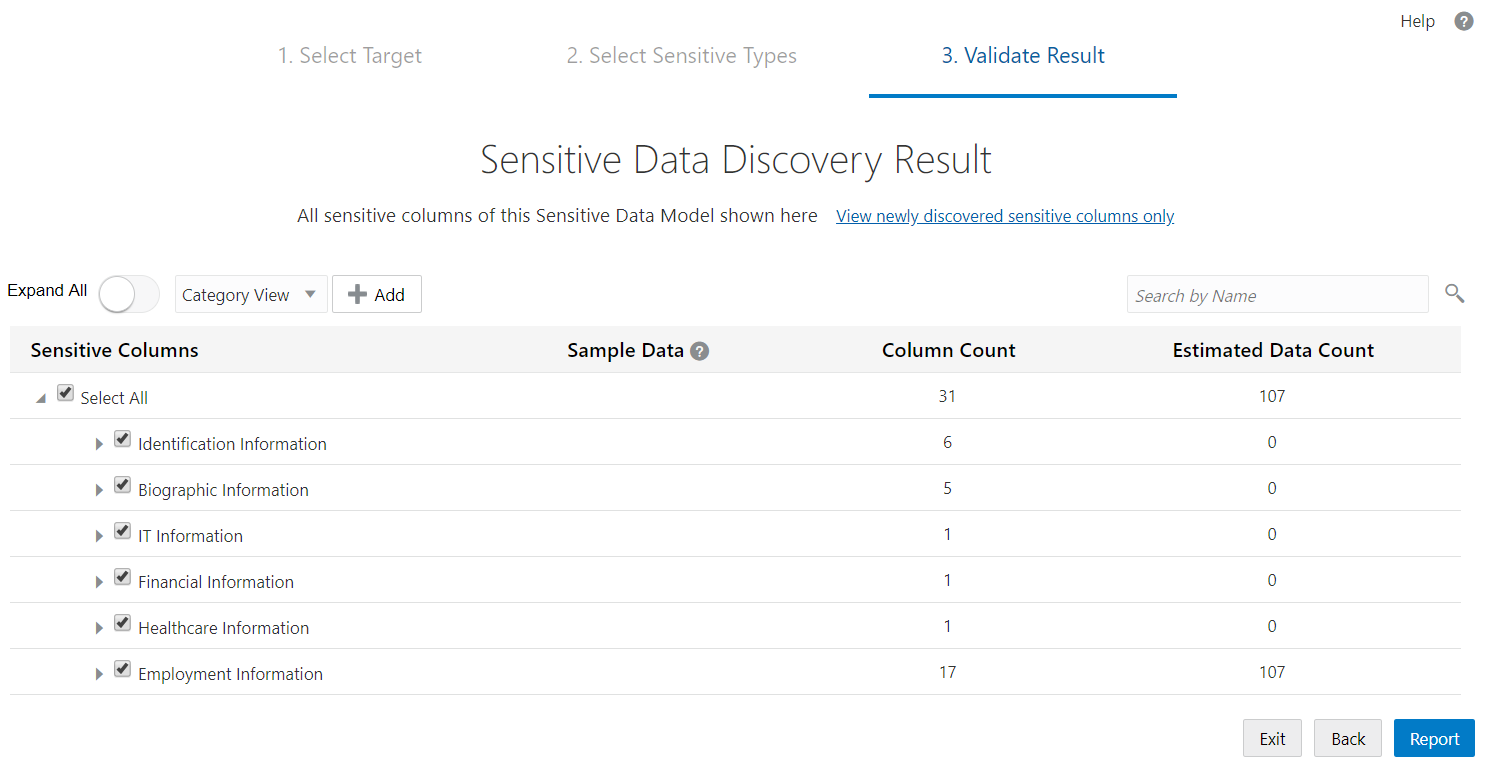 Help ?
1. Select Target 2. Select Sensitive Types 3. Validate Result
Sensitive Data Discovery Result
All sensitive columns of this Sensitive Data Model shown here View newly discovered sensitive columns only
Expand All Category View Add Search by Name
Sensitive Columns Sample Data ? Column Count Estimated Data Count
Select All 31 107
Identification Information 6 0
Biographic Information 5 0
IT Information 1 0
Financial Information 1 0
Healthcare Information 1 0
Employment Information 17 107
Exit Back Report